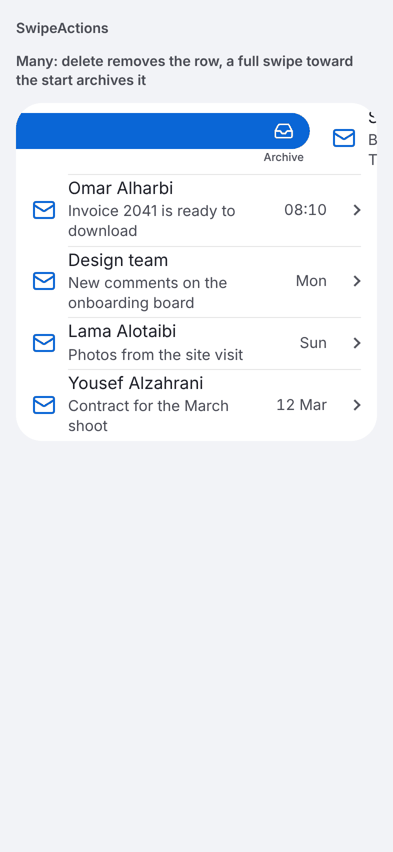 SwipeActions
Many: delete removes the row, a full swipe toward
the start archives it
Archive
Omar Alharbi
Invoice 2041 is ready to
download
08:10
Design team
New comments on the
onboarding board
Mon
Lama Alotaibi
Photos from the site visit
Sun
Yousef Alzahrani
Contract for the March
shoot
12 Mar